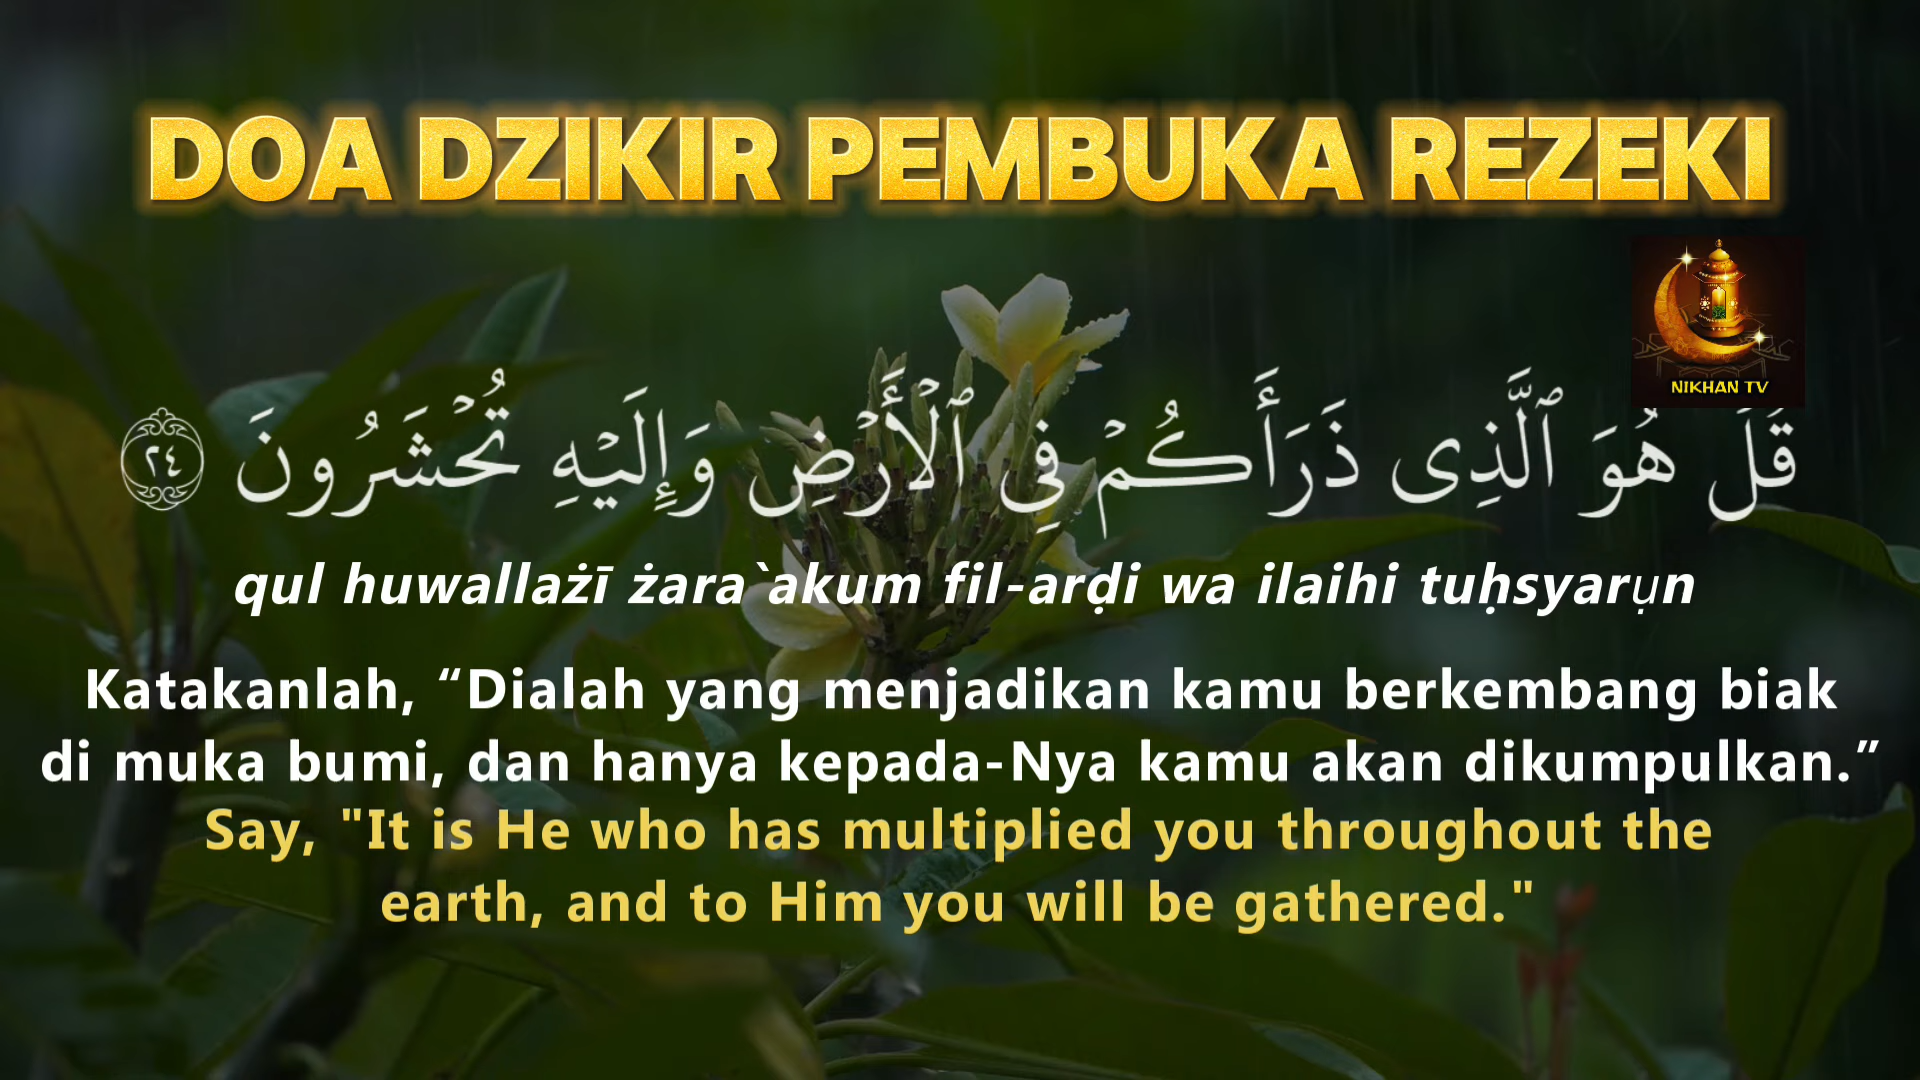 DOA DZIKIR PEMBUKA REZEKI
NIKHAN TV
قُلْ هُوَ ٱلَّذِى ذَرَأَكُمْ فِى ٱلْأَرْضِ وَإِلَيْهِ تُحْشَرُونَ ٢٤
qul huwallażī żara`akum fil-arḍi wa ilaihi tuḥsyarụn
Katakanlah, “Dialah yang menjadikan kamu berkembang biak
di muka bumi, dan hanya kepada-Nya kamu akan dikumpulkan.”
Say, "It is He who has multiplied you throughout the
earth, and to Him you will be gathered."